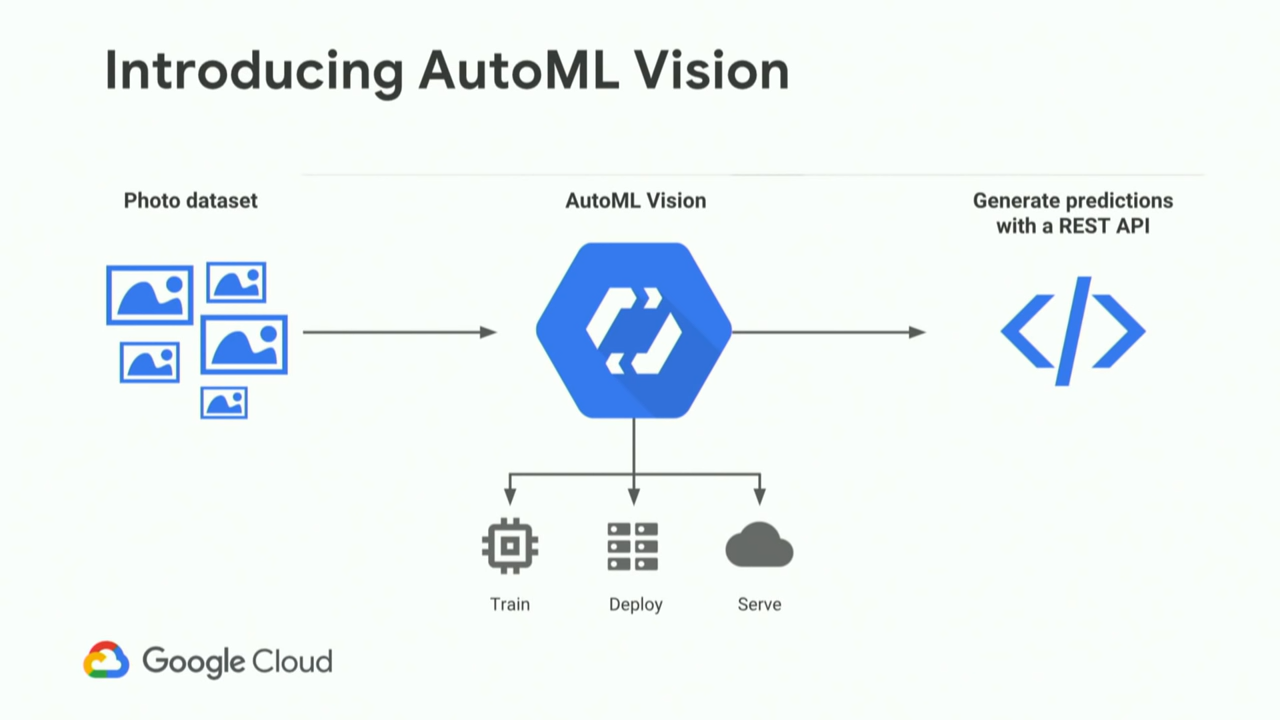 Introducing AutoML Vision
Photo dataset
AutoML Vision
Generate predictions
with a REST API
Train
Deploy
Serve
Google Cloud